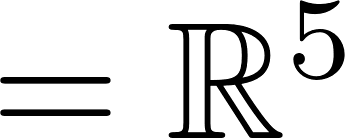 = ℝ⁵